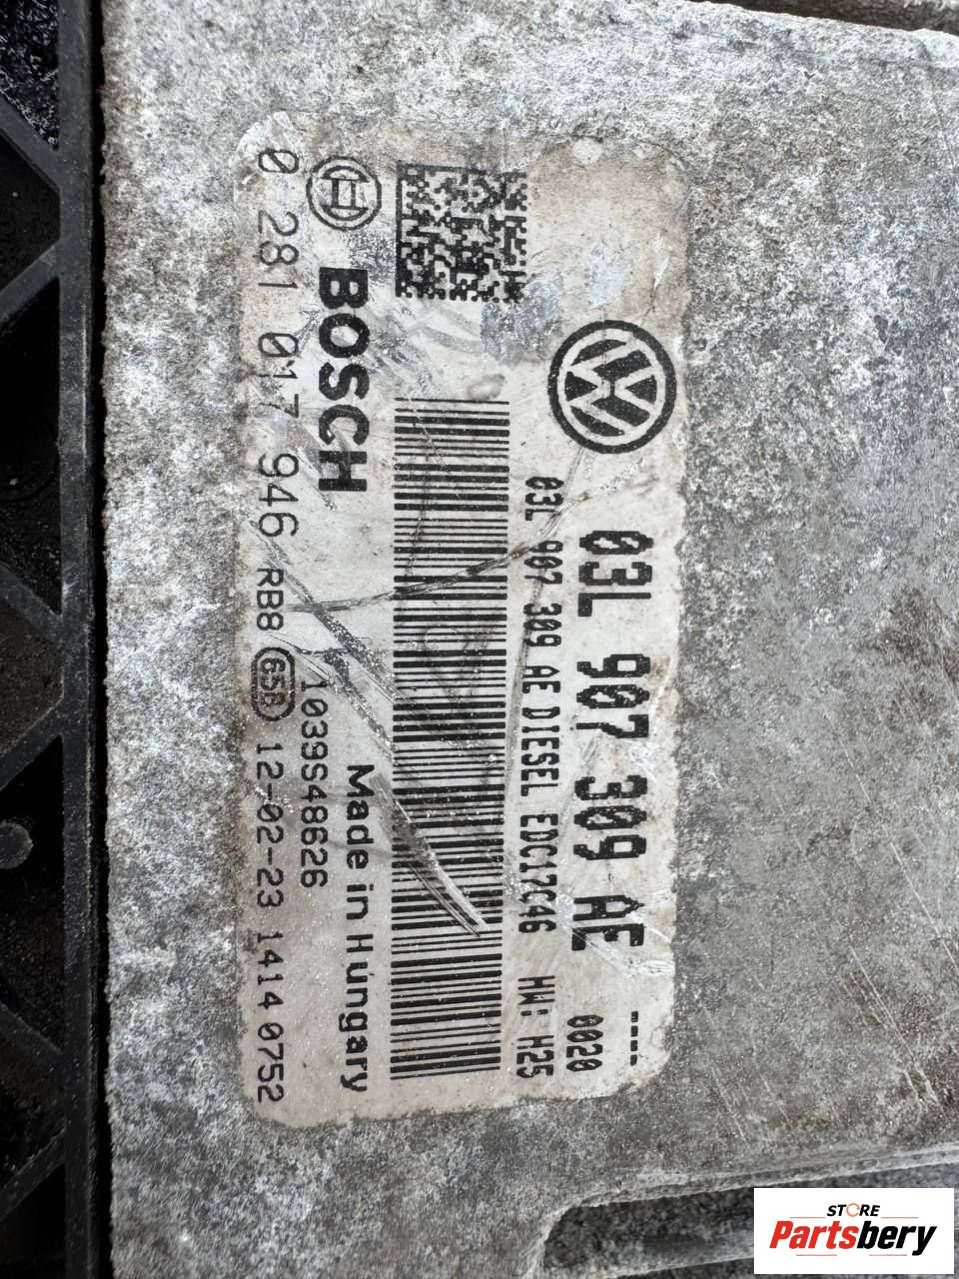 03L 907 309 AE ----
0020
03L 907 309 AE DIESEL EDC17C46 HW: H25
BOSCH Made in Hungary
1039S48626
0 281 017 946 RB8 65B 12-02-23 1414 0752
STORE
Partsbery